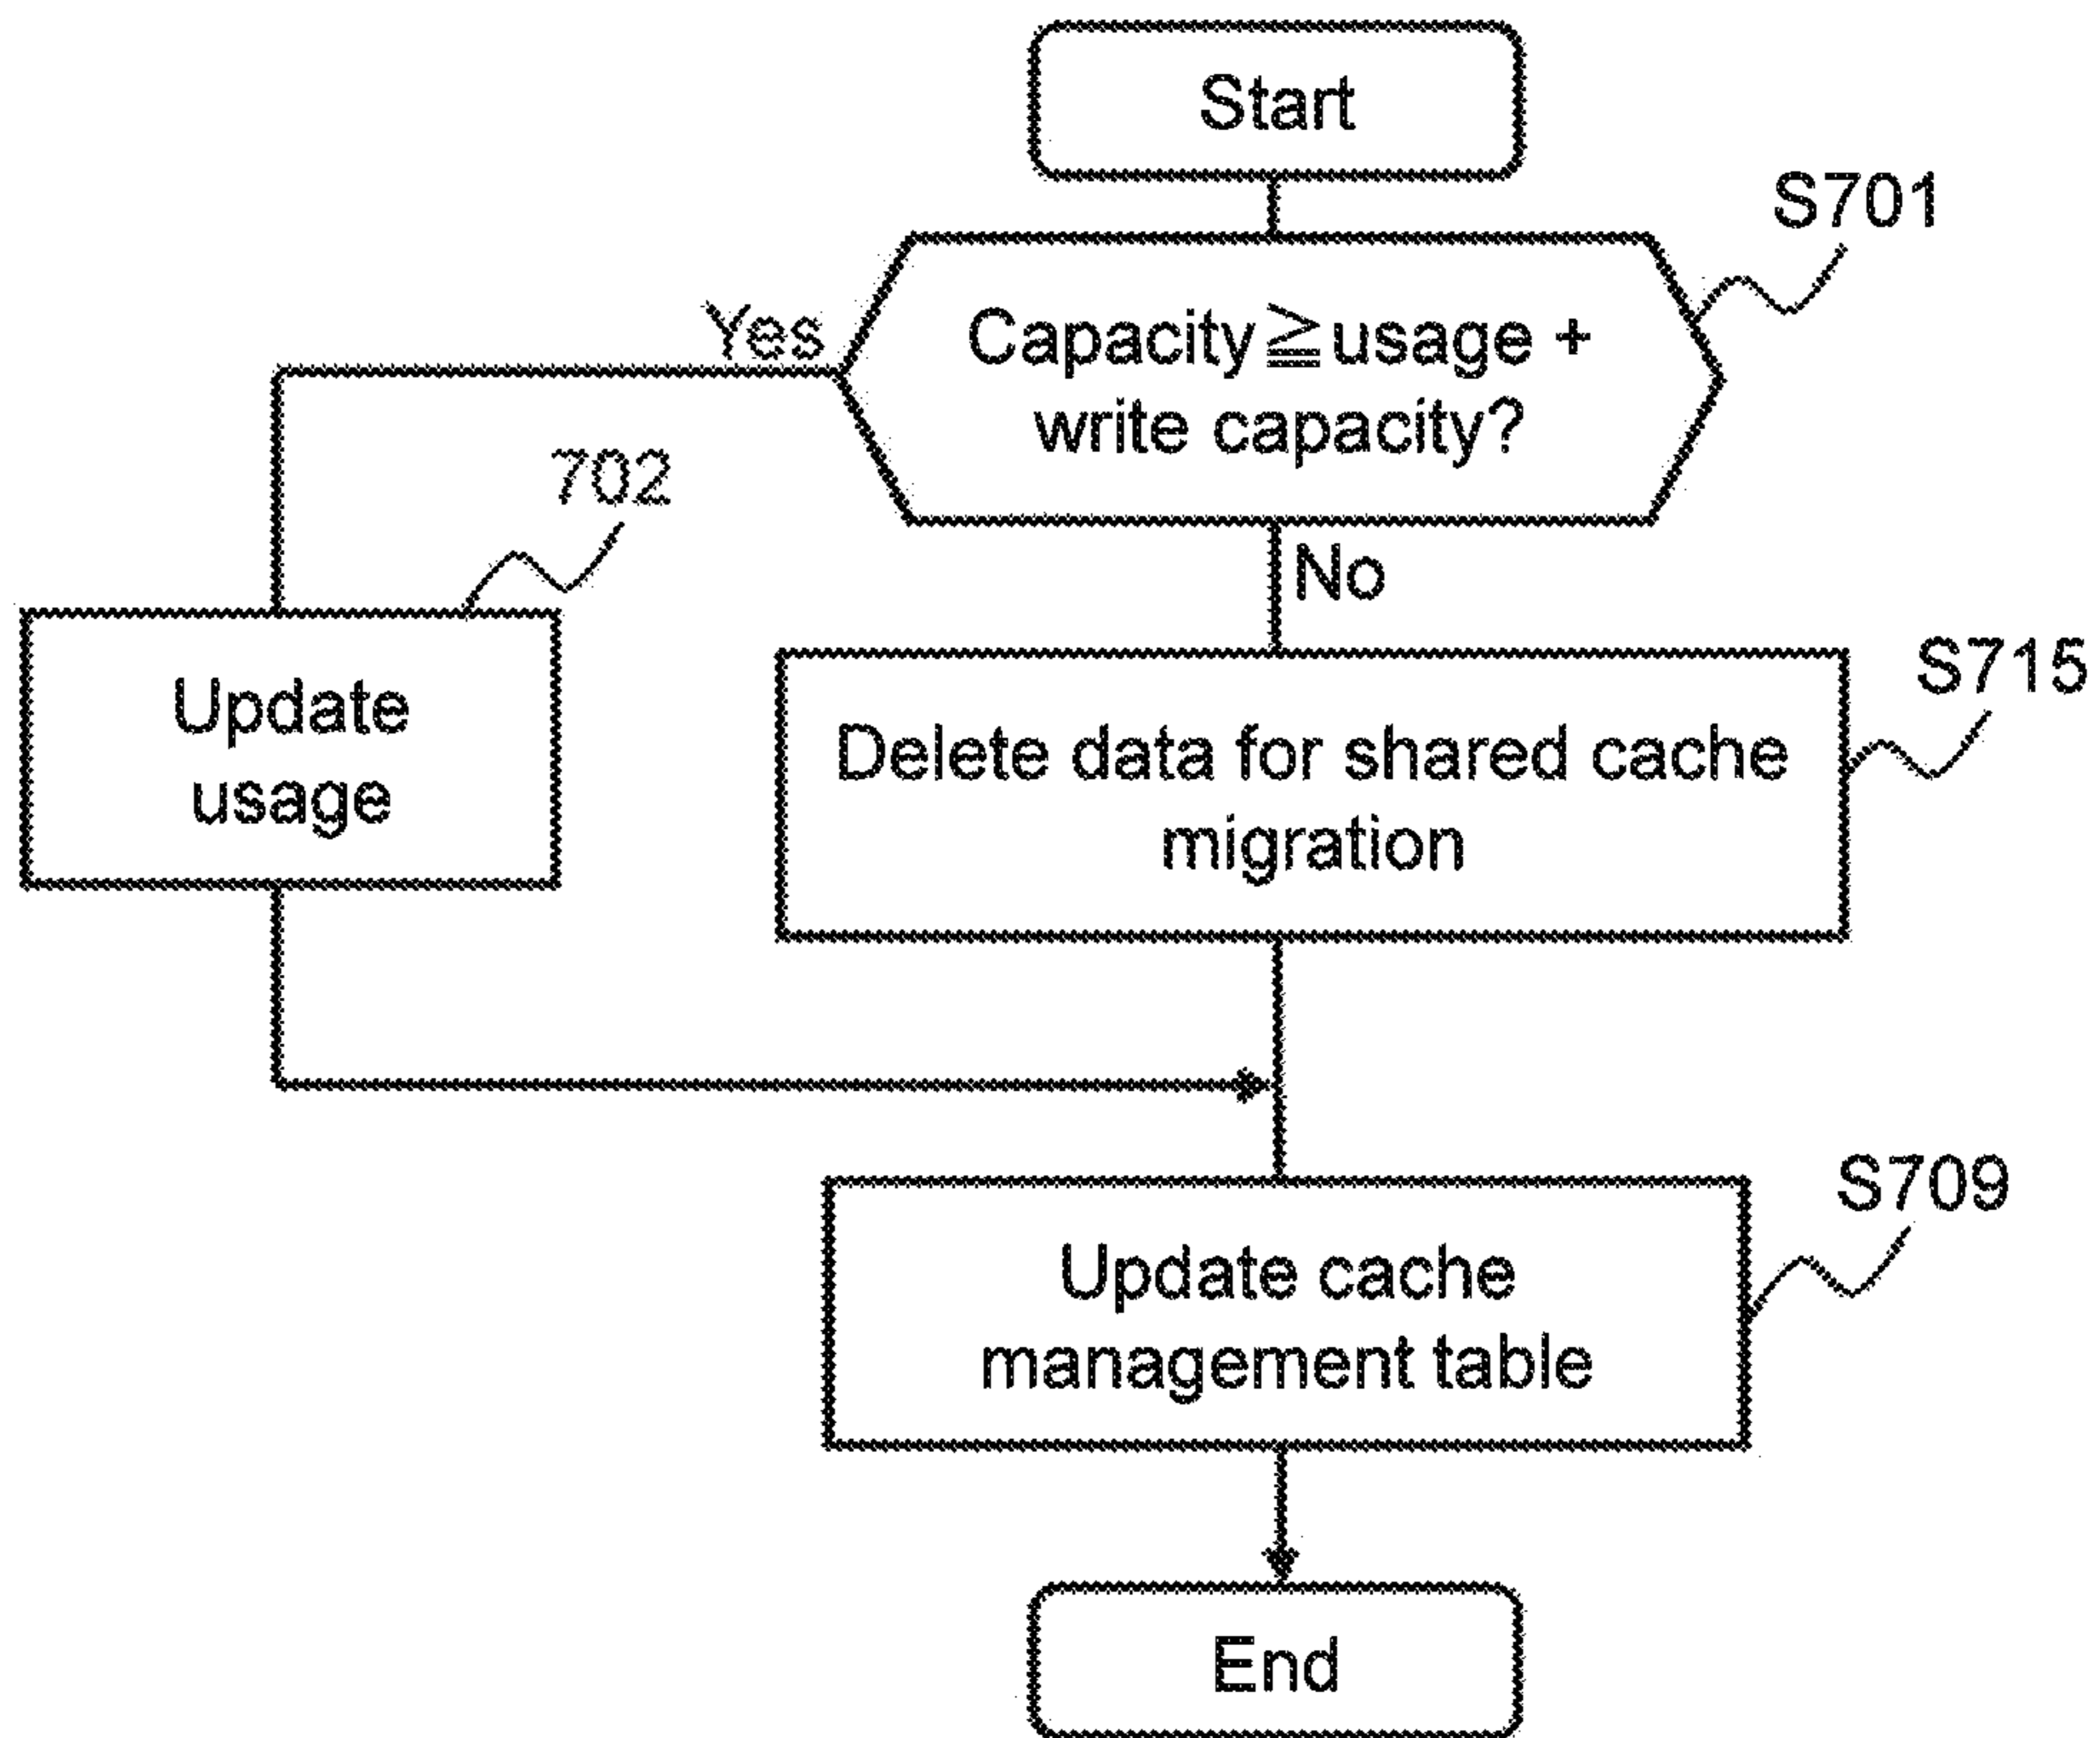 Start
S701
Yes
Capacity≧usage +
write capacity?
702
No
Update
usage
S715
Delete data for shared cache
migration
S709
Update cache
management table
End